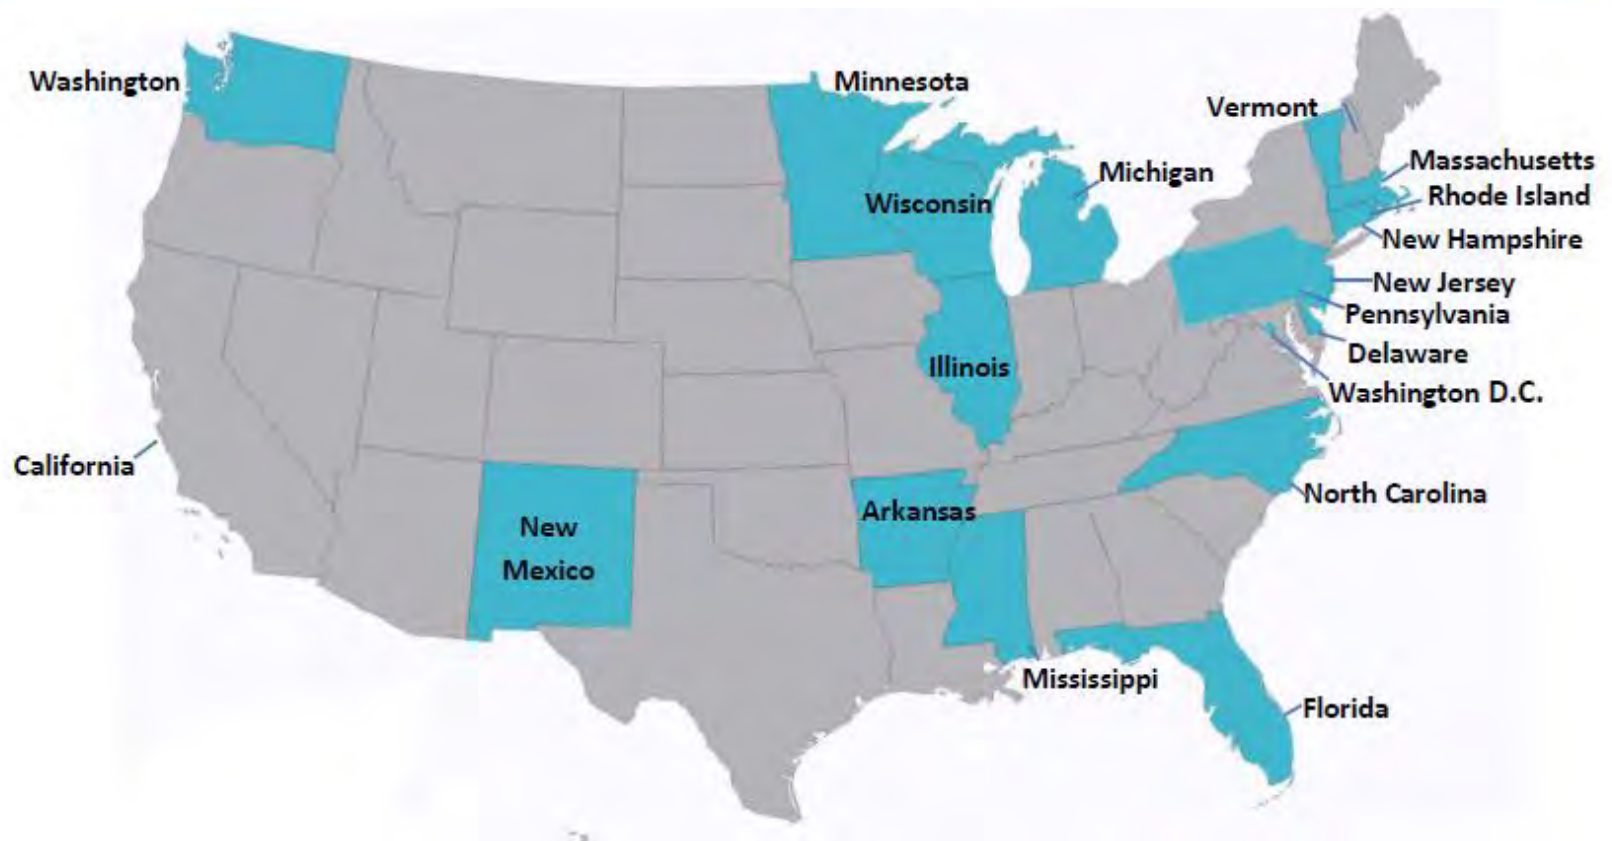 Washington
Minnesota
Vermont
Massachusetts
Michigan
Rhode Island
Wisconsin
New Hampshire
New Jersey
Pennsylvania
Delaware
Illinois
Washington D.C.
California
North Carolina
Arkansas
New
Mexico
Mississippi
Florida